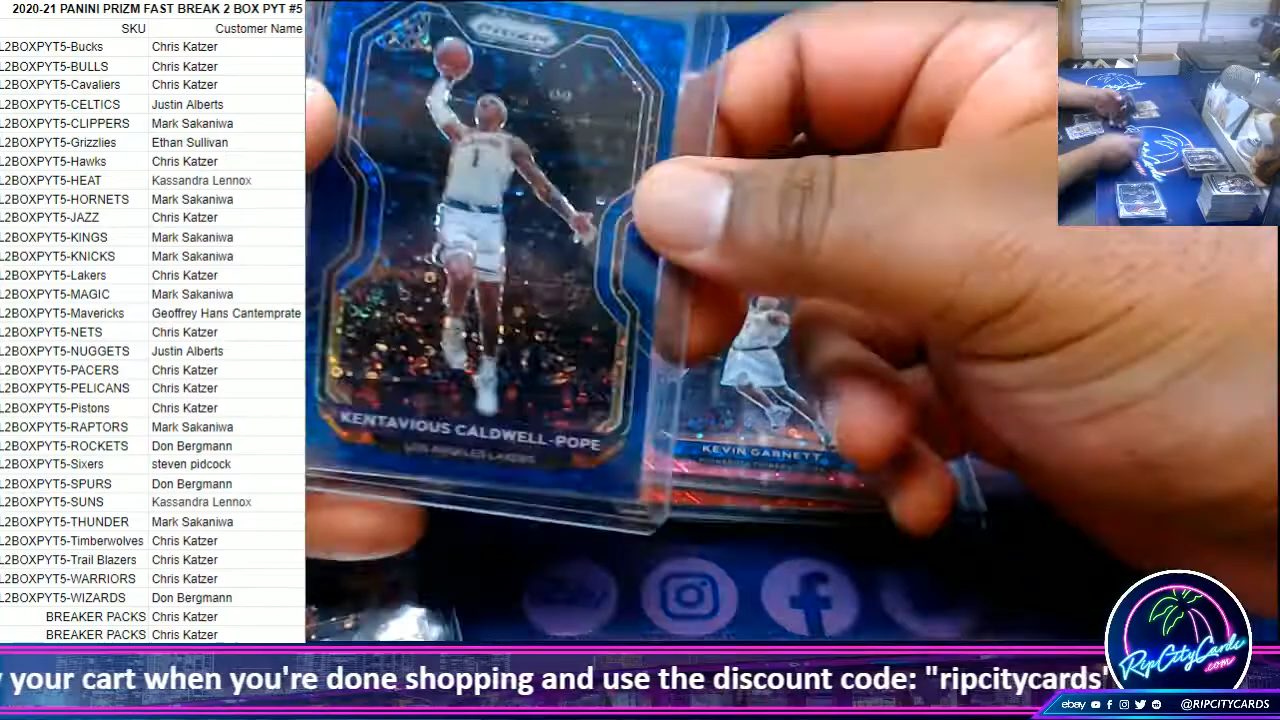 2020-21 PANINI PRIZM FAST BREAK 2 BOX PYT #5
SKU Customer Name
L2BOXPYT5-Bucks Chris Katzer
L2BOXPYT5-BULLS Chris Katzer
L2BOXPYT5-Cavaliers Chris Katzer
L2BOXPYT5-CELTICS Justin Alberts
L2BOXPYT5-CLIPPERS Mark Sakaniwa
L2BOXPYT5-Grizzlies Ethan Sullivan
L2BOXPYT5-Hawks Chris Katzer
L2BOXPYT5-HEAT Kassandra Lennox
L2BOXPYT5-HORNETS Mark Sakaniwa
L2BOXPYT5-JAZZ Chris Katzer
L2BOXPYT5-KINGS Mark Sakaniwa
L2BOXPYT5-KNICKS Mark Sakaniwa
L2BOXPYT5-Lakers Chris Katzer
L2BOXPYT5-MAGIC Mark Sakaniwa
L2BOXPYT5-Mavericks Geoffrey Hans Cantemprate
L2BOXPYT5-NETS Chris Katzer
L2BOXPYT5-NUGGETS Justin Alberts
L2BOXPYT5-PACERS Chris Katzer
L2BOXPYT5-PELICANS Chris Katzer
L2BOXPYT5-Pistons Chris Katzer
L2BOXPYT5-RAPTORS Mark Sakaniwa
L2BOXPYT5-ROCKETS Don Bergmann
L2BOXPYT5-Sixers steven pidcock
L2BOXPYT5-SPURS Don Bergmann
L2BOXPYT5-SUNS Kassandra Lennox
L2BOXPYT5-THUNDER Mark Sakaniwa
L2BOXPYT5-Timberwolves Chris Katzer
L2BOXPYT5-Trail Blazers Chris Katzer
L2BOXPYT5-WARRIORS Chris Katzer
L2BOXPYT5-WIZARDS Don Bergmann
BREAKER PACKS Chris Katzer
BREAKER PACKS Chris Katzer
PRIZM
KENTAVIOUS CALDWELL-POPE
LOS ANGELES LAKERS
KEVIN GARNETT
your cart when you're done shopping and use the discount code: "ripcitycards"
RipCityCards
.com
ebay @RIPCITYCARDS